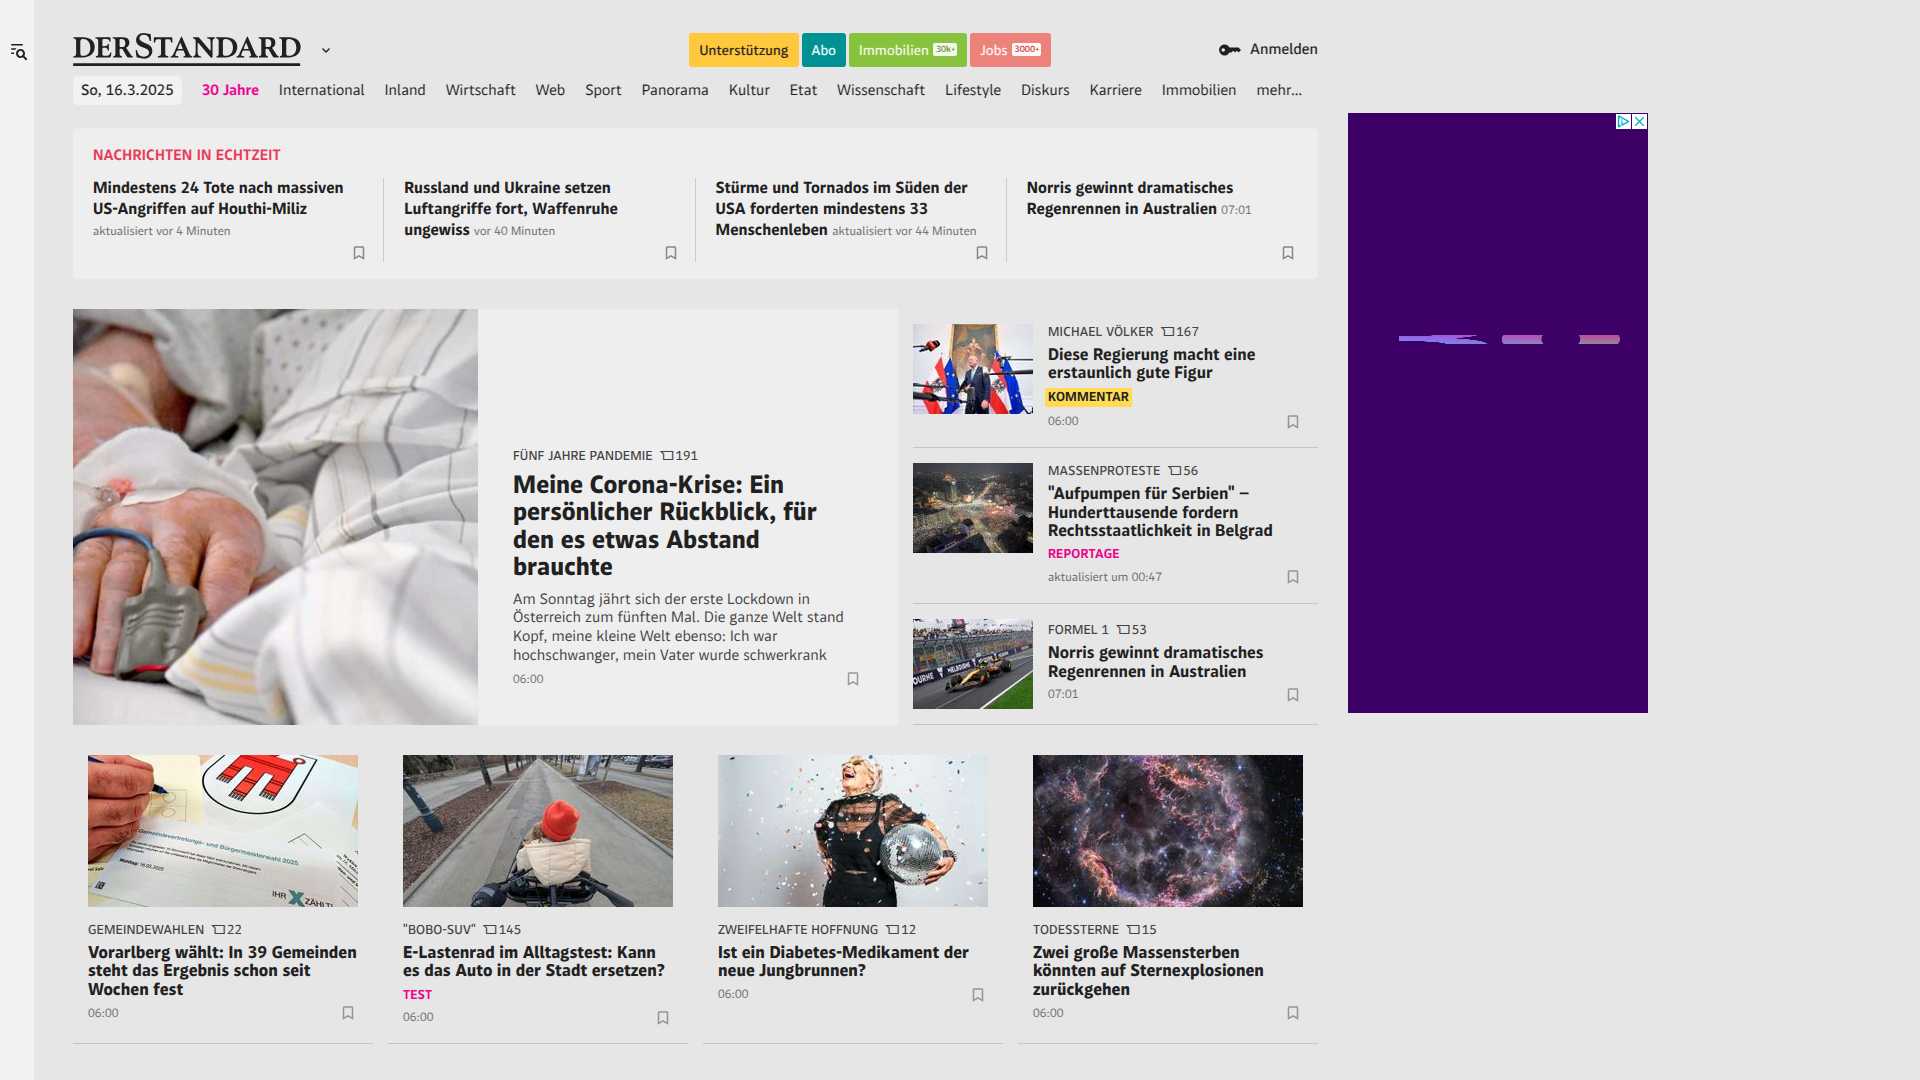 DERSTANDARD
Unterstützung
Abo
Immobilien 30k+
Jobs 3000+
Anmelden
So, 16.3.2025
30 Jahre
International
Inland
Wirtschaft
Web
Sport
Panorama
Kultur
Etat
Wissenschaft
Lifestyle
Diskurs
Karriere
Immobilien
mehr...
NACHRICHTEN IN ECHTZEIT
Mindestens 24 Tote nach massiven
US-Angriffen auf Houthi-Miliz
aktualisiert vor 4 Minuten
Russland und Ukraine setzen
Luftangriffe fort, Waffenruhe
ungewiss vor 40 Minuten
Stürme und Tornados im Süden der
USA forderten mindestens 33
Menschenleben aktualisiert vor 44 Minuten
Norris gewinnt dramatisches
Regenrennen in Australien 07:01
FÜNF JAHRE PANDEMIE 191
Meine Corona-Krise: Ein
persönlicher Rückblick, für
den es etwas Abstand
brauchte
Am Sonntag jährt sich der erste Lockdown in
Österreich zum fünften Mal. Die ganze Welt stand
Kopf, meine kleine Welt ebenso: Ich war
hochschwanger, mein Vater wurde schwerkrank
06:00
MICHAEL VÖLKER 167
Diese Regierung macht eine
erstaunlich gute Figur
KOMMENTAR
06:00
MASSENPROTESTE 56
"Aufpumpen für Serbien" –
Hunderttausende fordern
Rechtsstaatlichkeit in Belgrad
REPORTAGE
aktualisiert um 00:47
FORMEL 1 53
Norris gewinnt dramatisches
Regenrennen in Australien
07:01
Gemeindevertretungs- und Bürgermeisterwahl 2025
IHR X ZÄHLT!
GEMEINDEWAHLEN 22
Vorarlberg wählt: In 39 Gemeinden
steht das Ergebnis schon seit
Wochen fest
06:00
"BOBO-SUV" 145
E-Lastenrad im Alltagstest: Kann
es das Auto in der Stadt ersetzen?
TEST
06:00
ZWEIFELHAFTE HOFFNUNG 12
Ist ein Diabetes-Medikament der
neue Jungbrunnen?
06:00
TODESSTERNE 15
Zwei große Massensterben
könnten auf Sternexplosionen
zurückgehen
06:00